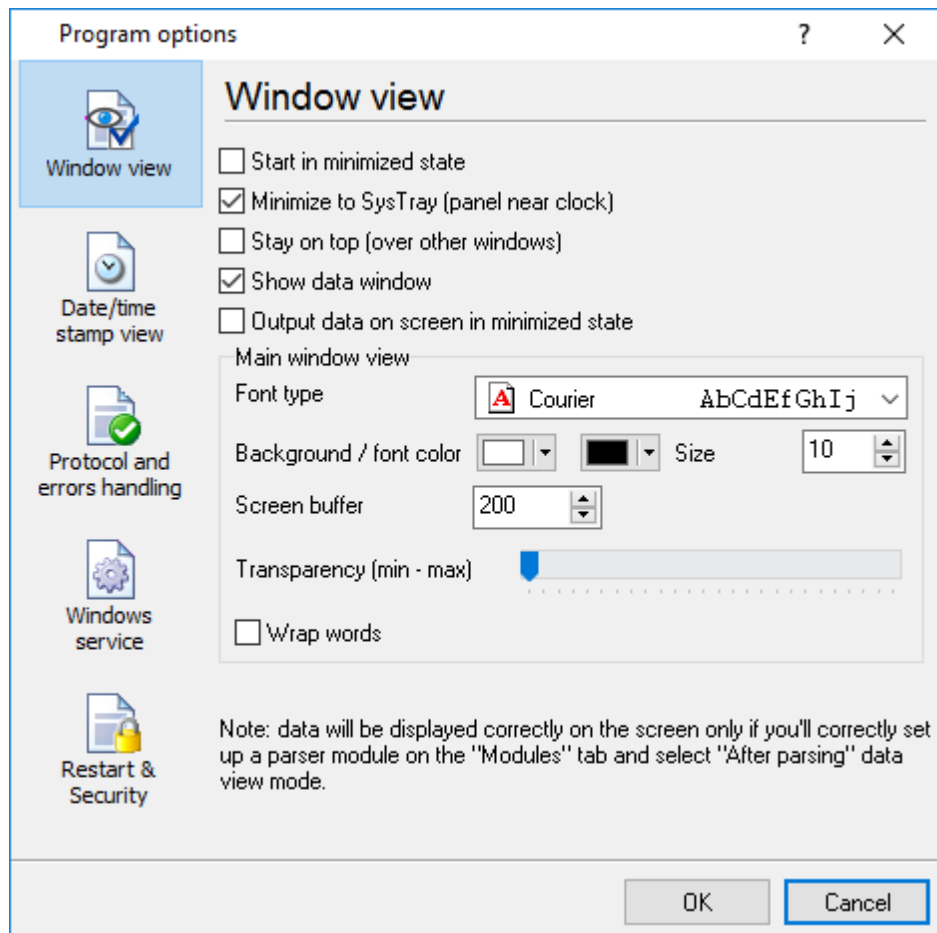 Program options
?
Window view
Window view
Start in minimized state
Minimize to SysTray (panel near clock)
Stay on top (over other windows)
Show data window
Output data on screen in minimized state
Date/time
stamp view
Protocol and
errors handling
Windows
service
Restart &
Security
Main window view
Font type
A Courier AbCdEfGhIj
Background / font color
Size 10
Screen buffer 200
Transparency (min - max)
Wrap words
Note: data will be displayed correctly on the screen only if you'll correctly set
up a parser module on the "Modules" tab and select "After parsing" data
view mode.
OK Cancel